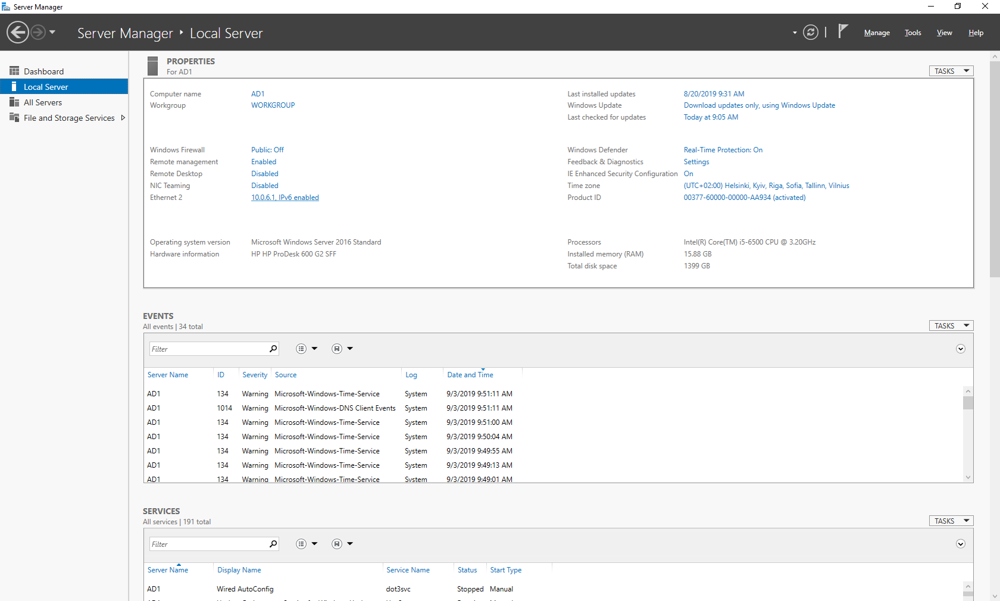 Server Manager
Server Manager ‣ Local Server
Manage Tools View Help
Dashboard
Local Server
All Servers
File and Storage Services
PROPERTIES
For AD1
TASKS
Computer name AD1
Workgroup WORKGROUP
Last installed updates 8/20/2019 9:31 AM
Windows Update Download updates only, using Windows Update
Last checked for updates Today at 9:05 AM
Windows Firewall Public: Off
Remote management Enabled
Remote Desktop Disabled
NIC Teaming Disabled
Ethernet 2 10.0.6.1, IPv6 enabled
Windows Defender Real-Time Protection: On
Feedback & Diagnostics Settings
IE Enhanced Security Configuration On
Time zone (UTC+02:00) Helsinki, Kyiv, Riga, Sofia, Tallinn, Vilnius
Product ID 00377-60000-00000-AA934 (activated)
Operating system version Microsoft Windows Server 2016 Standard
Hardware information HP HP ProDesk 600 G2 SFF
Processors Intel(R) Core(TM) i5-6500 CPU @ 3.20GHz
Installed memory (RAM) 15.88 GB
Total disk space 1399 GB
EVENTS
All events | 34 total
TASKS
Filter
Server Name ID Severity Source Log Date and Time
AD1 134 Warning Microsoft-Windows-Time-Service System 9/3/2019 9:51:11 AM
AD1 1014 Warning Microsoft-Windows-DNS Client Events System 9/3/2019 9:51:11 AM
AD1 134 Warning Microsoft-Windows-Time-Service System 9/3/2019 9:51:00 AM
AD1 134 Warning Microsoft-Windows-Time-Service System 9/3/2019 9:50:04 AM
AD1 134 Warning Microsoft-Windows-Time-Service System 9/3/2019 9:49:55 AM
AD1 134 Warning Microsoft-Windows-Time-Service System 9/3/2019 9:49:13 AM
AD1 134 Warning Microsoft-Windows-Time-Service System 9/3/2019 9:49:01 AM
SERVICES
All services | 191 total
TASKS
Filter
Server Name Display Name Service Name Status Start Type
AD1 Wired AutoConfig dot3svc Stopped Manual